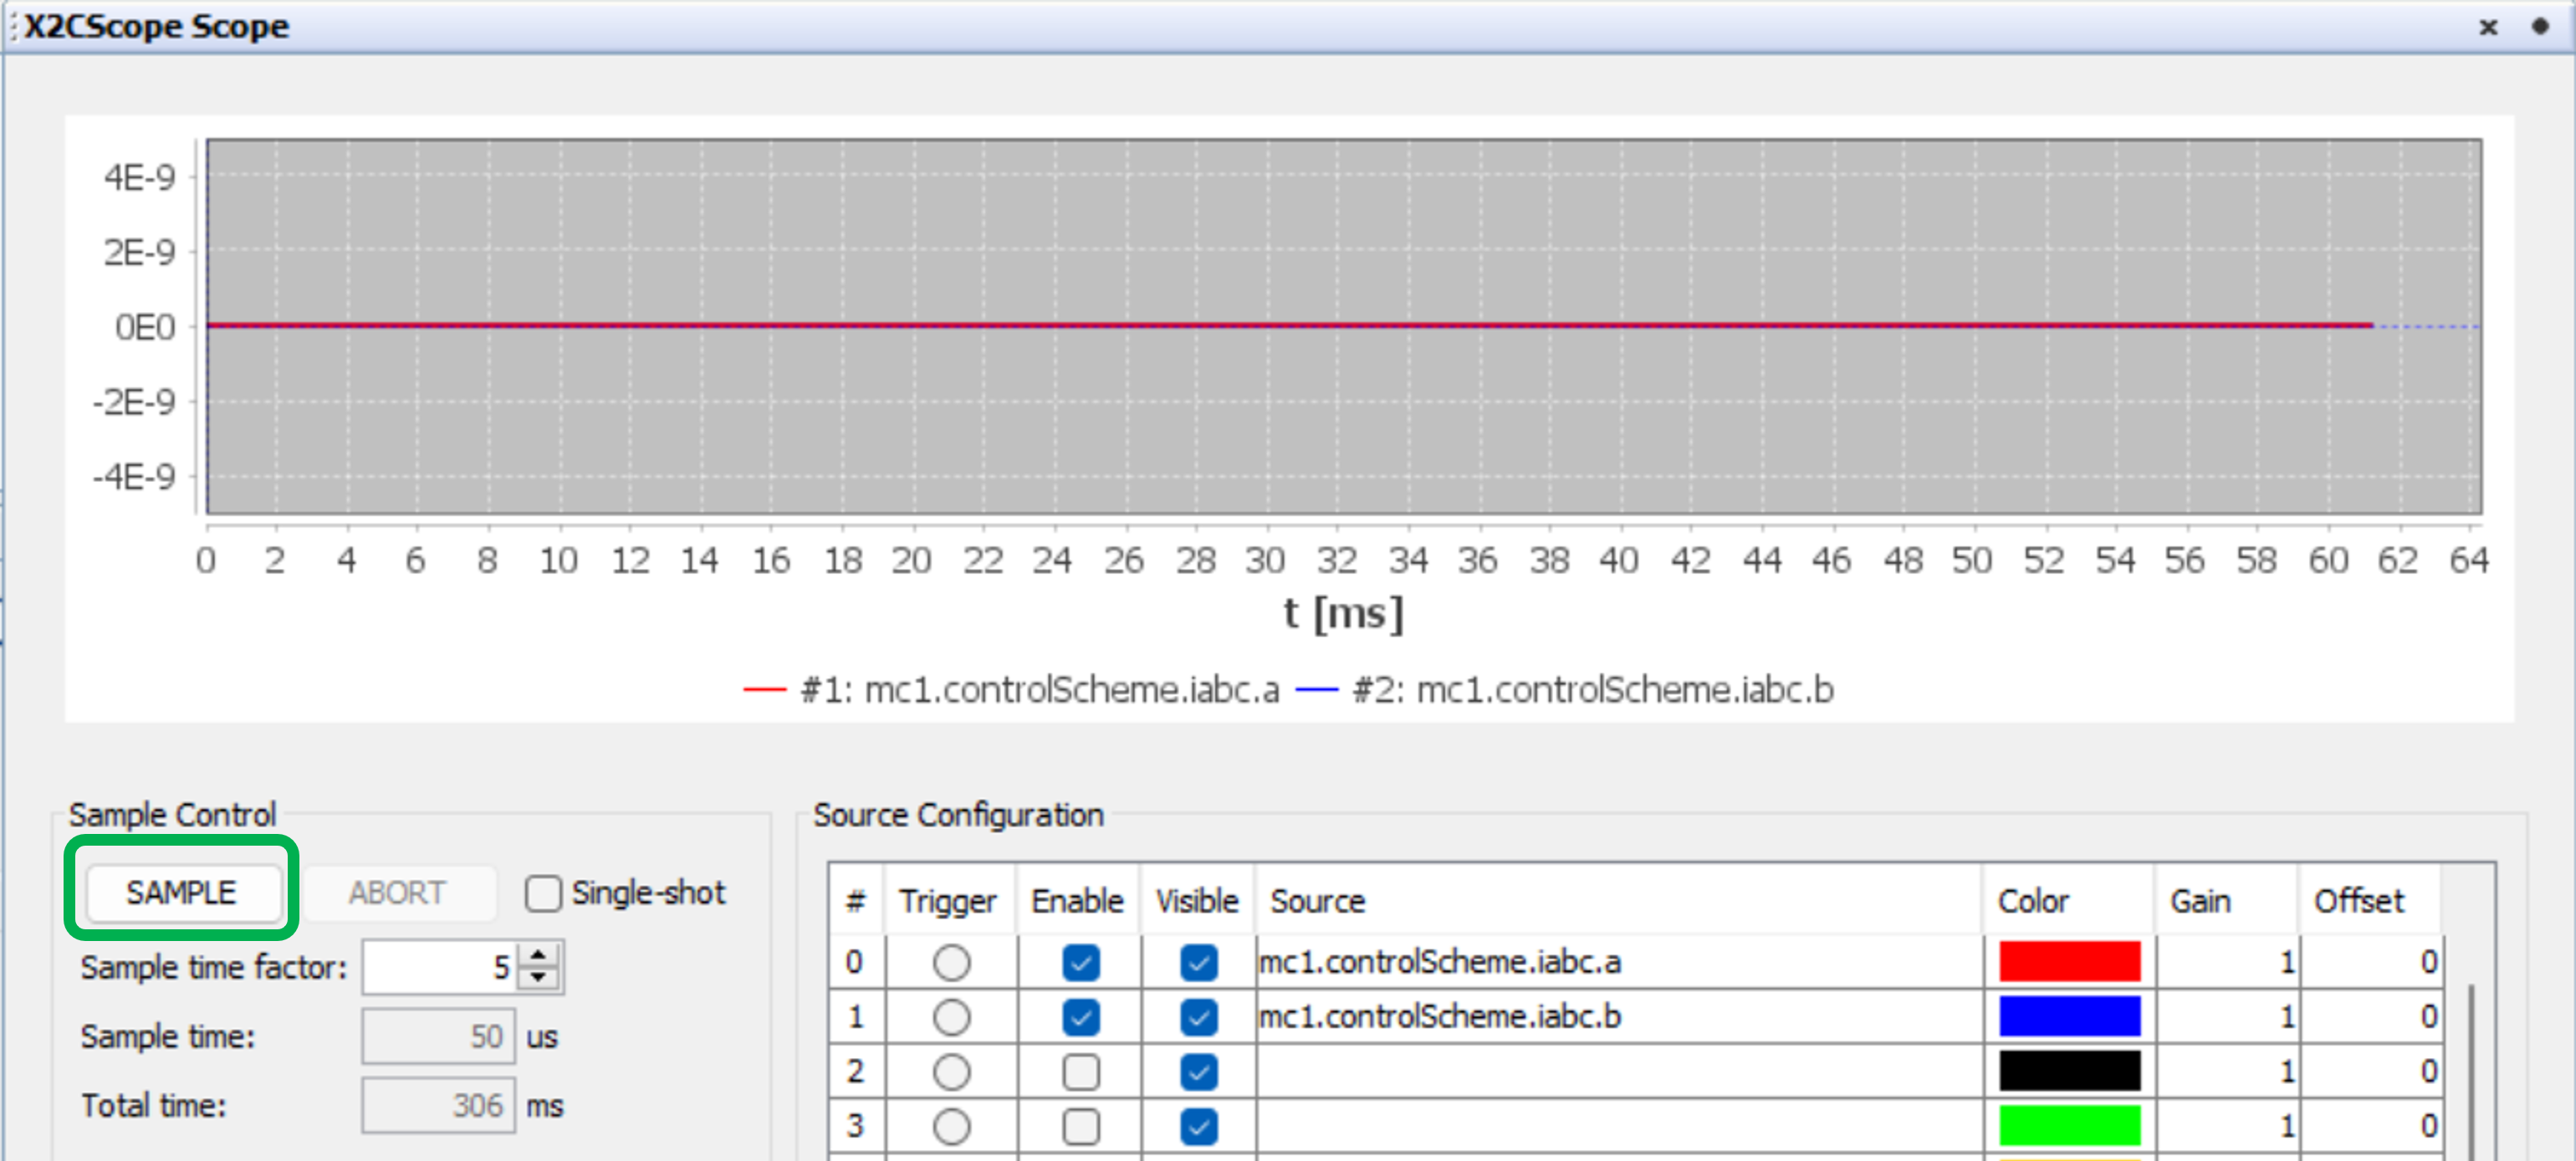 X2CScope Scope
4E-9
2E-9
0E0
-2E-9
-4E-9
0 2 4 6 8 10 12 14 16 18 20 22 24 26 28 30 32 34 36 38 40 42 44 46 48 50 52 54 56 58 60 62 64
t [ms]
#1: mc1.controlScheme.iabc.a #2: mc1.controlScheme.iabc.b
Sample Control
SAMPLE ABORT Single-shot
Sample time factor: 5
Sample time: 50 us
Total time: 306 ms
Source Configuration
# Trigger Enable Visible Source Color Gain Offset
0 mc1.controlScheme.iabc.a 1 0
1 mc1.controlScheme.iabc.b 1 0
2 1 0
3 1 0